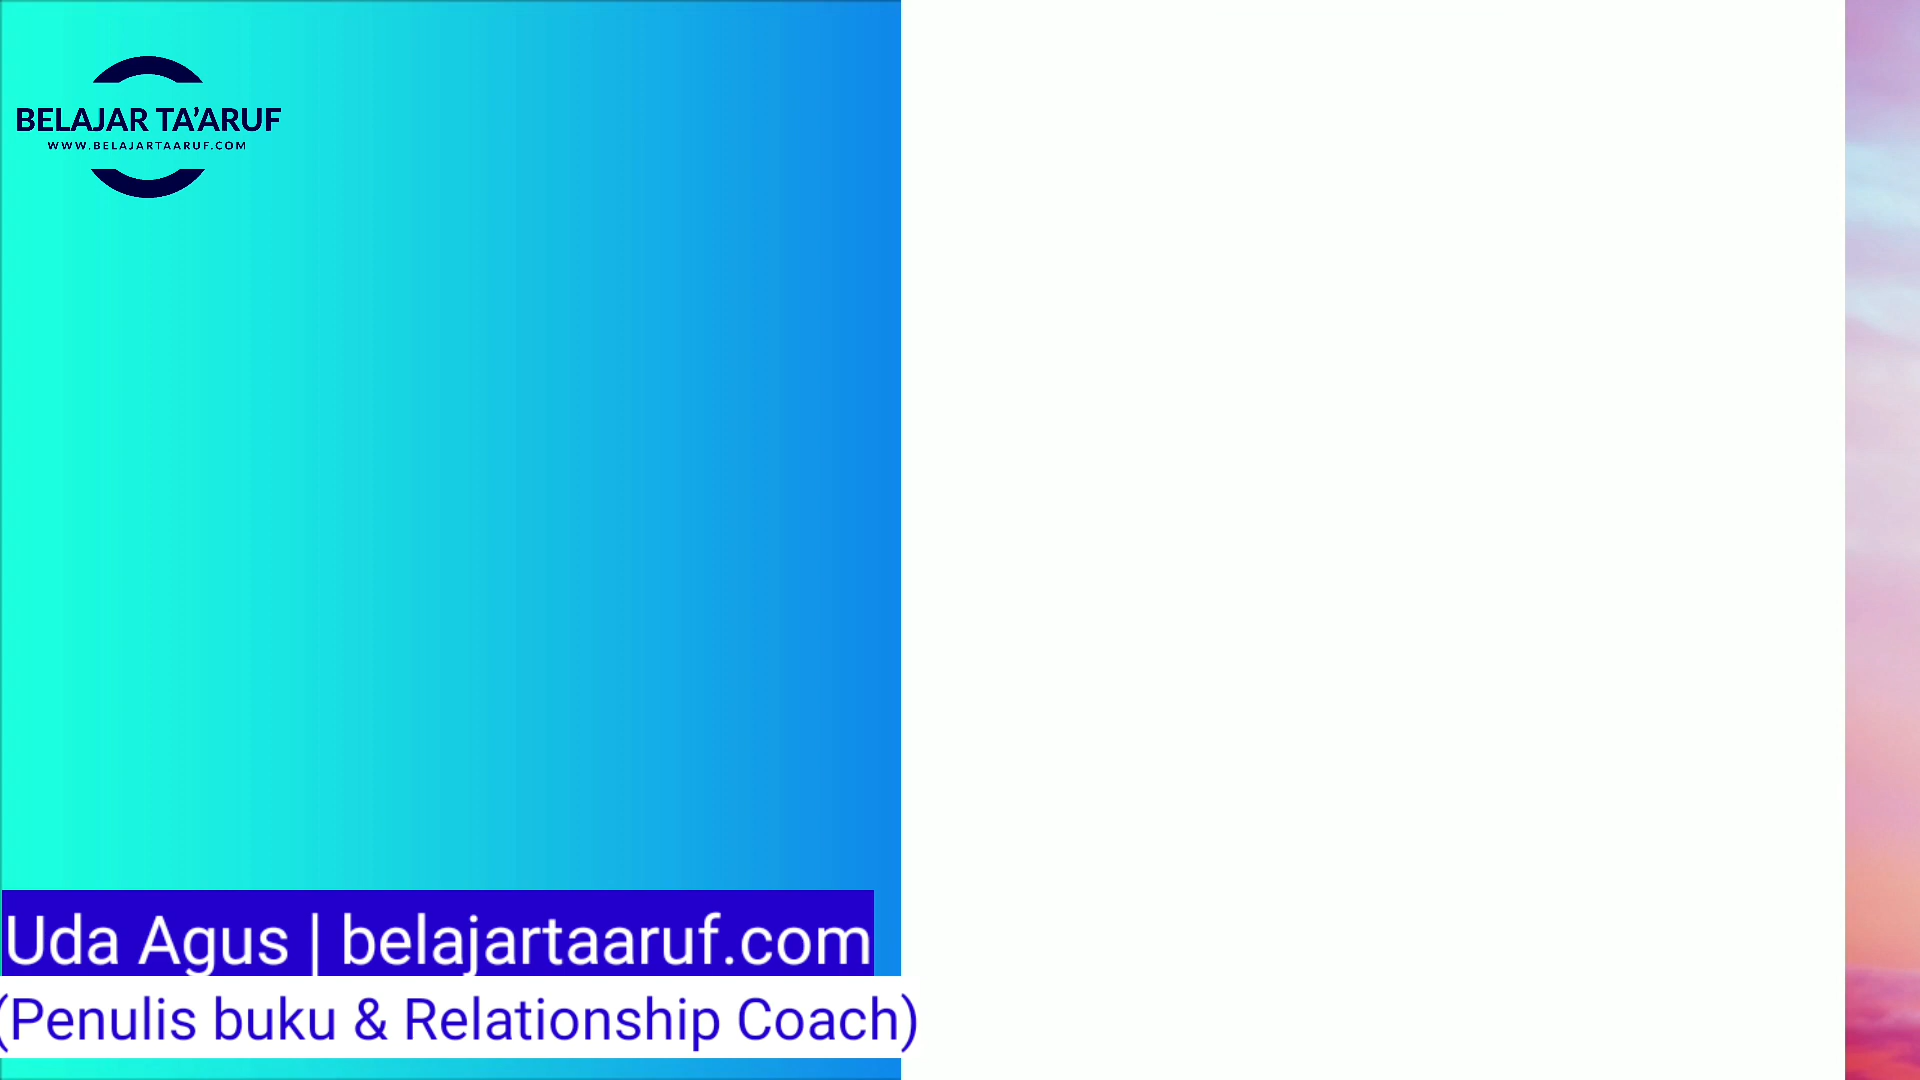 BELAJAR TA'ARUF
WWW.BELAJARTAARUF.COM
Uda Agus | belajartaaruf.com
(Penulis buku & Relationship Coach)